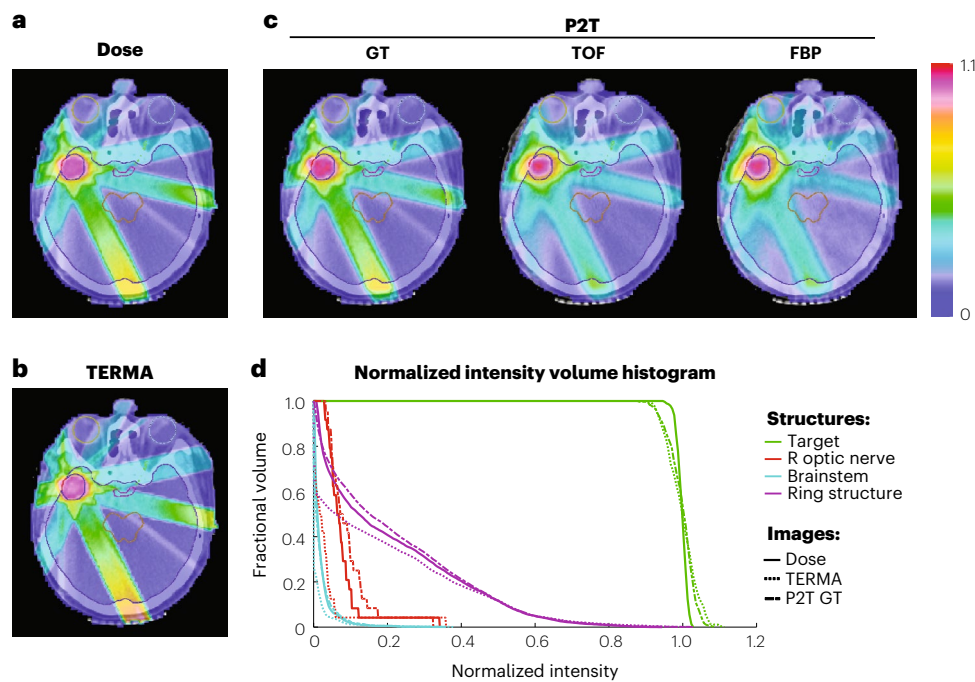 a
Dose
c
P2T
GT
TOF
FBP
1.1
0
b
TERMA
d
Normalized intensity volume histogram
Fractional volume
1.0
0.8
0.6
0.4
0.2
0
0
0.2
0.4
0.6
0.8
1.0
1.2
Normalized intensity
Structures:
Target
R optic nerve
Brainstem
Ring structure
Images:
Dose
TERMA
P2T GT